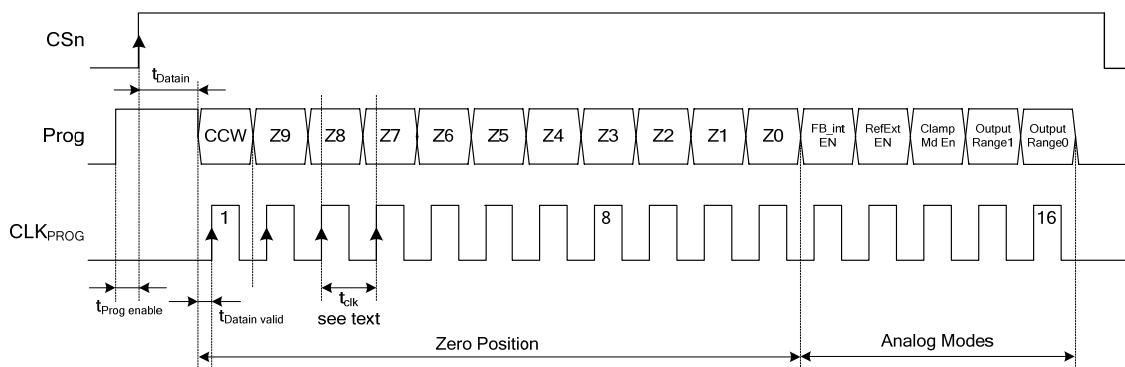 CSn
tDatain
Prog
CCW
Z9
Z8
Z7
Z6
Z5
Z4
Z3
Z2
Z1
Z0
FB_int
EN
RefExt
EN
Clamp
Md En
Output
Range1
Output
Range0
CLKPROG
1
8
16
tProg enable
tDatain valid
tclk
see text
Zero Position
Analog Modes